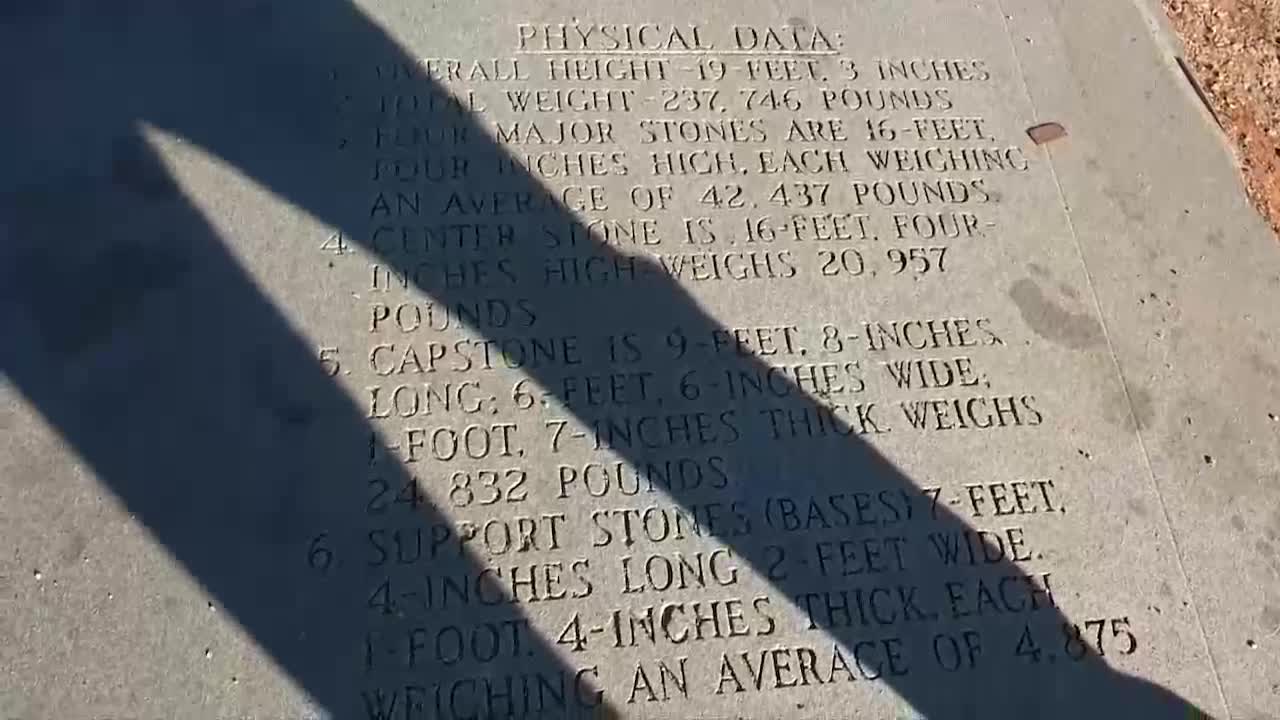 PHYSICAL DATA:
1. OVERALL HEIGHT-19-FEET, 3 INCHES
2. TOTAL WEIGHT-237,746 POUNDS
3. FOUR MAJOR STONES ARE 16-FEET,
FOUR INCHES HIGH, EACH WEIGHING
AN AVERAGE OF 42,437 POUNDS.
4. CENTER STONE IS 16-FEET, FOUR-
INCHES HIGH-WEIGHS 20,957
POUNDS
5. CAPSTONE IS 9-FEET, 8-INCHES
LONG; 6-FEET, 6-INCHES WIDE;
1-FOOT, 7-INCHES THICK. WEIGHS
24,832 POUNDS
6. SUPPORT STONES (BASES) 7-FEET,
4-INCHES LONG 2-FEET WIDE.
1-FOOT, 4-INCHES THICK, EACH
WEIGHING AN AVERAGE OF 4,875